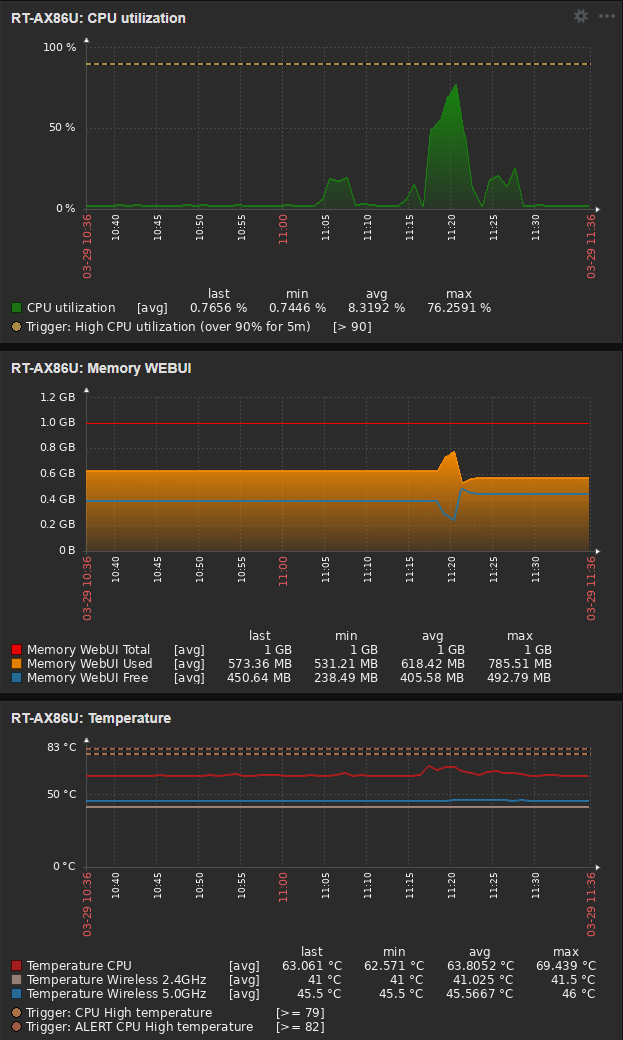 RT-AX86U: CPU utilization
100 %
50 %
0 %
03-29 10:36 10:40 10:45 10:50 10:55 11:00 11:05 11:10 11:15 11:20 11:25 11:30 03-29 11:36
last min avg max
CPU utilization [avg] 0.7656 % 0.7446 % 8.3192 % 76.2591 %
Trigger: High CPU utilization (over 90% for 5m) [> 90]
RT-AX86U: Memory WEBUI
1.2 GB
1.0 GB
0.8 GB
0.6 GB
0.4 GB
0.2 GB
0 B
03-29 10:36 10:40 10:45 10:50 10:55 11:00 11:05 11:10 11:15 11:20 11:25 11:30 03-29 11:36
last min avg max
Memory WebUI Total [avg] 1 GB 1 GB 1 GB 1 GB
Memory WebUI Used [avg] 573.36 MB 531.21 MB 618.42 MB 785.51 MB
Memory WebUI Free [avg] 450.64 MB 238.49 MB 405.58 MB 492.79 MB
RT-AX86U: Temperature
83 °C
50 °C
0 °C
03-29 10:36 10:40 10:45 10:50 10:55 11:00 11:05 11:10 11:15 11:20 11:25 11:30 03-29 11:36
last min avg max
Temperature CPU [avg] 63.061 °C 62.571 °C 63.8052 °C 69.439 °C
Temperature Wireless 2.4GHz [avg] 41 °C 41 °C 41.025 °C 41.5 °C
Temperature Wireless 5.0GHz [avg] 45.5 °C 45.5 °C 45.5667 °C 46 °C
Trigger: CPU High temperature [>= 79]
Trigger: ALERT CPU High temperature [>= 82]